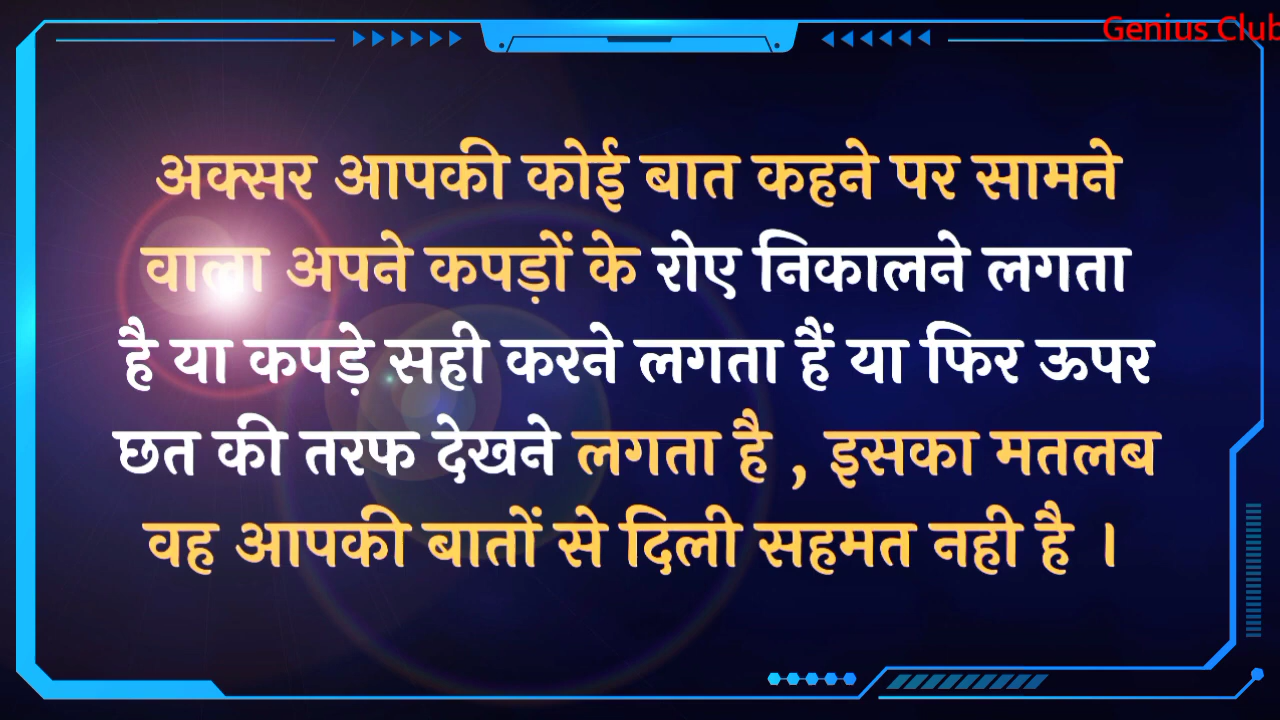 Genius Club
अक्सर आपकी कोई बात कहने पर सामने
वाला अपने कपड़ों के रोए निकालने लगता
है या कपड़े सही करने लगता हैं या फिर ऊपर
छत की तरफ देखने लगता है , इसका मतलब
वह आपकी बातों से दिली सहमत नही है ।